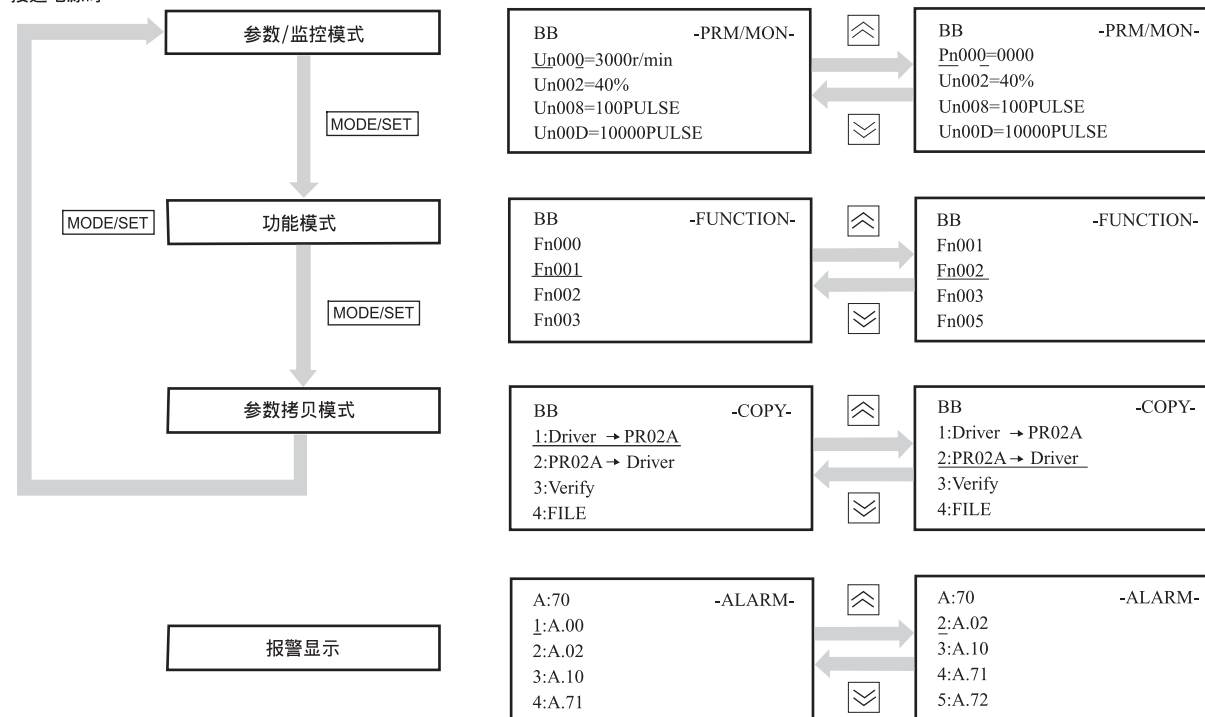 接通电源时
参数/监控模式
MODE/SET
MODE/SET
功能模式
MODE/SET
参数拷贝模式
报警显示
BB -PRM/MON-
Un000=3000r/min
Un002=40%
Un008=100PULSE
Un00D=10000PULSE
BB -PRM/MON-
Pn000=0000
Un002=40%
Un008=100PULSE
Un00D=10000PULSE
BB -FUNCTION-
Fn000
Fn001
Fn002
Fn003
BB -FUNCTION-
Fn001
Fn002
Fn003
Fn005
BB -COPY-
1:Driver → PR02A
2:PR02A → Driver
3:Verify
4:FILE
BB -COPY-
1:Driver → PR02A
2:PR02A → Driver
3:Verify
4:FILE
A:70 -ALARM-
1:A.00
2:A.02
3:A.10
4:A.71
A:70 -ALARM-
2:A.02
3:A.10
4:A.71
5:A.72